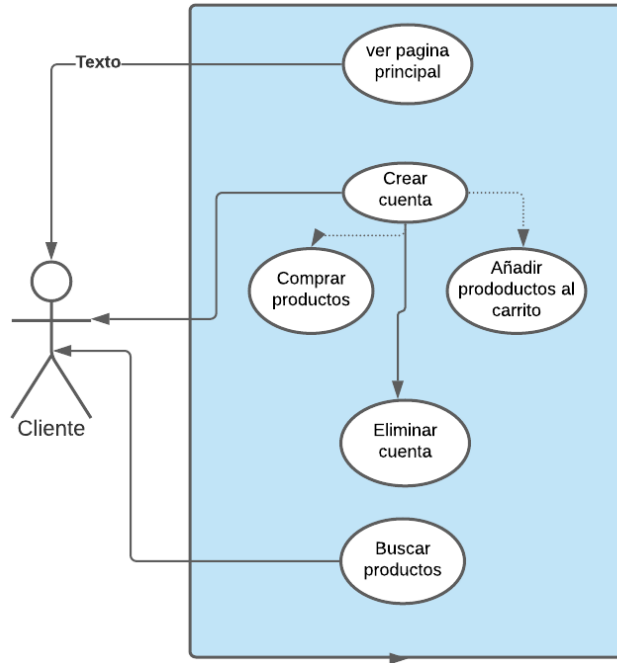 ver pagina
principal
Texto
Crear
cuenta
Comprar
productos
Añadir
prodoductos al
carrito
Cliente
Eliminar
cuenta
Buscar
productos